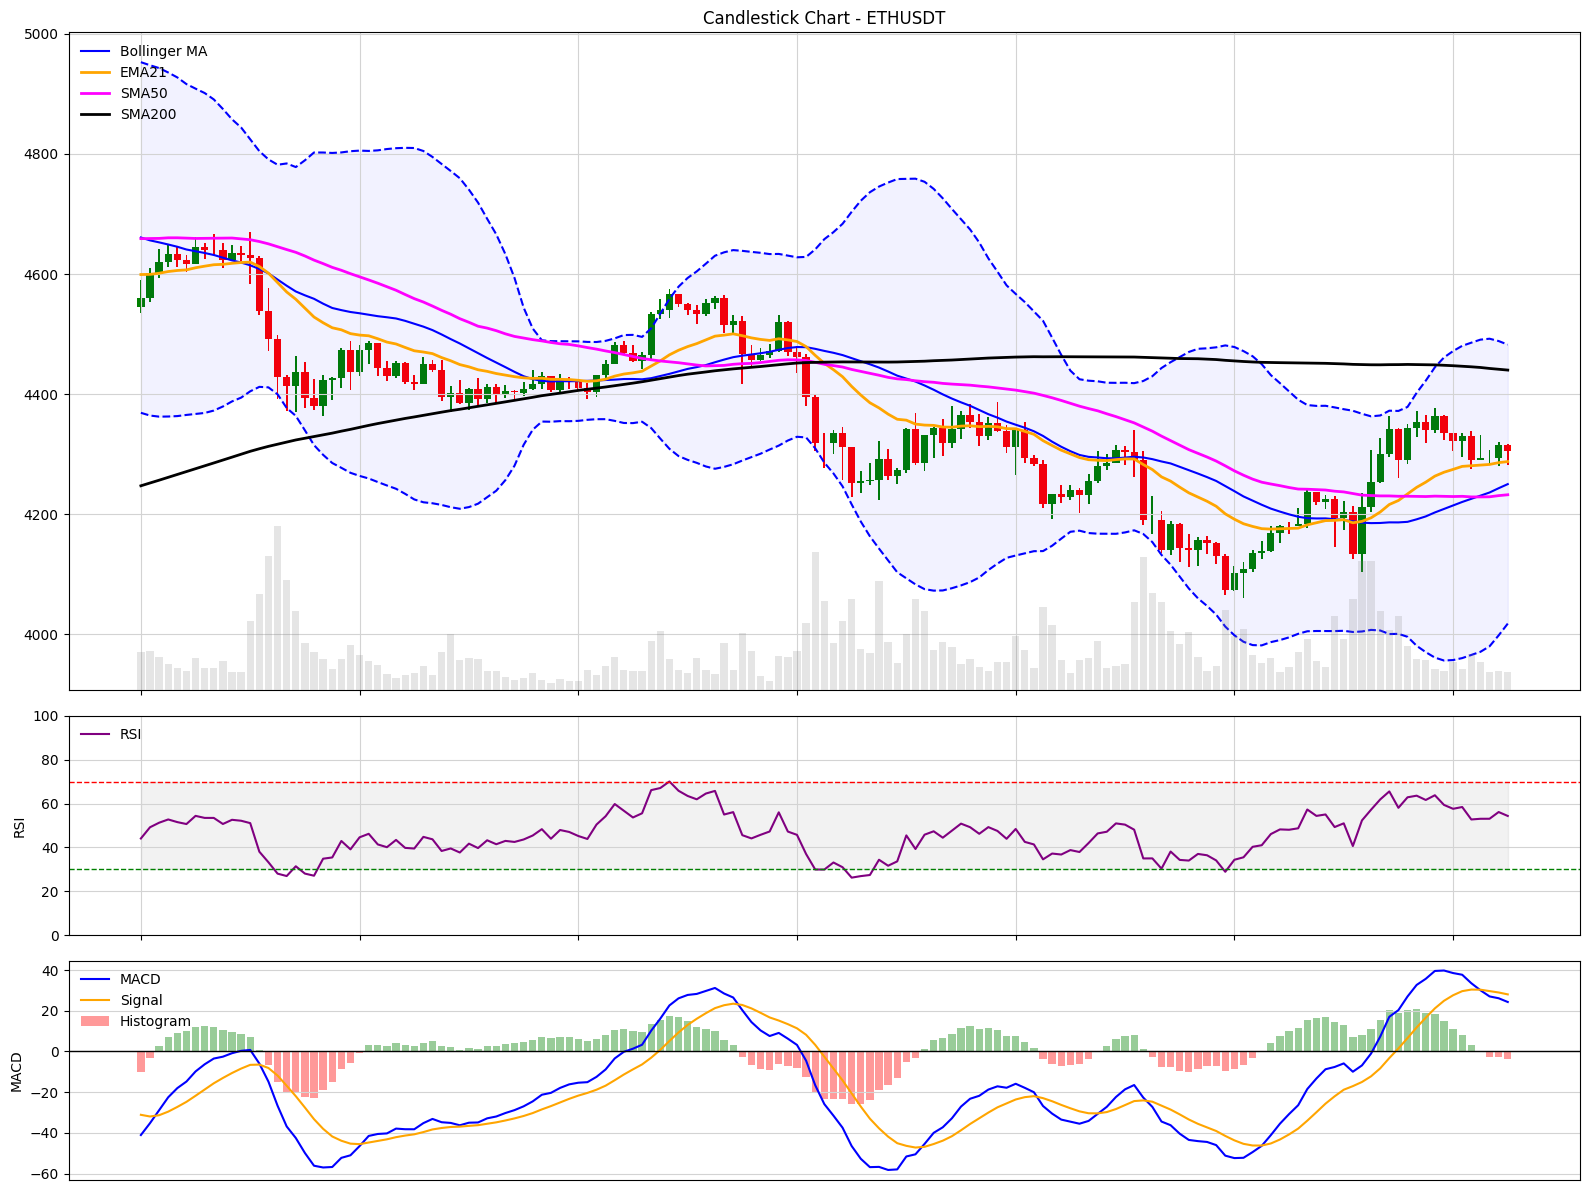 Candlestick Chart - ETHUSDT
5000
4800
4600
4400
4200
4000
Bollinger MA
EMA21
SMA50
SMA200
100
80
60
40
20
0
RSI
RSI
40
20
0
−20
−40
−60
MACD
MACD
Signal
Histogram